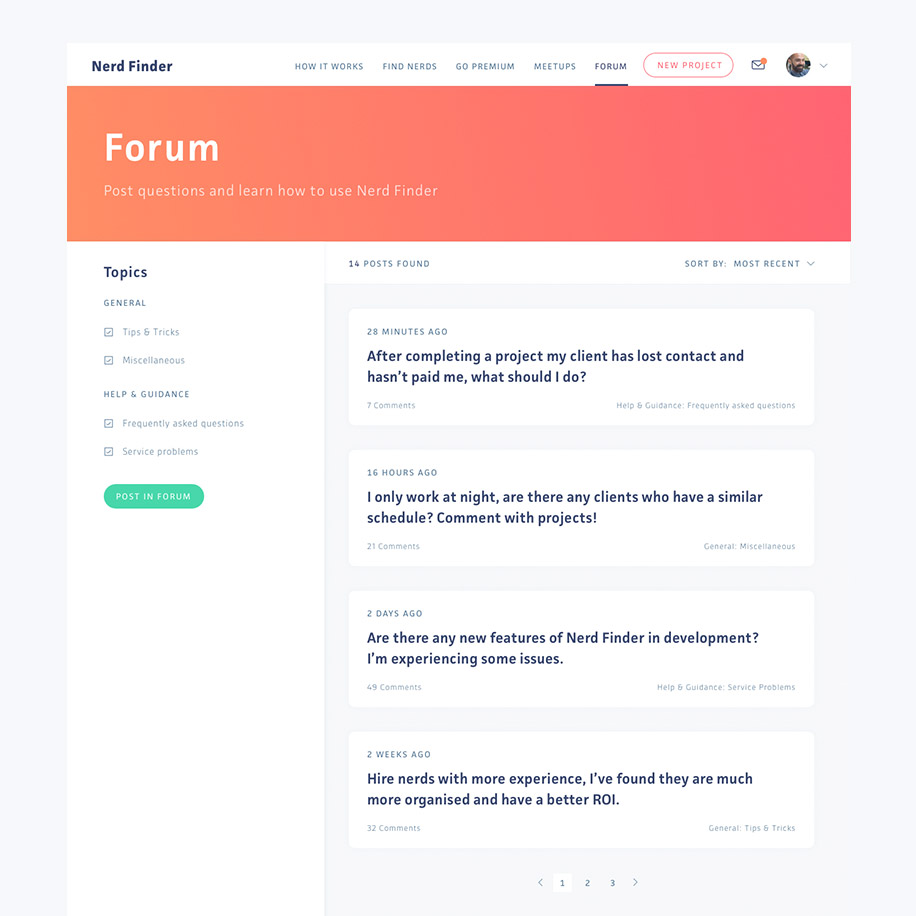 Nerd Finder
HOW IT WORKS
FIND NERDS
GO PREMIUM
MEETUPS
FORUM
NEW PROJECT
Forum
Post questions and learn how to use Nerd Finder
Topics
GENERAL
Tips & Tricks
Miscellaneous
HELP & GUIDANCE
Frequently asked questions
Service problems
POST IN FORUM
14 POSTS FOUND
SORT BY: MOST RECENT
28 MINUTES AGO
After completing a project my client has lost contact and
hasn’t paid me, what should I do?
7 Comments
Help & Guidance: Frequently asked questions
16 HOURS AGO
I only work at night, are there any clients who have a similar
schedule? Comment with projects!
21 Comments
General: Miscellaneous
2 DAYS AGO
Are there any new features of Nerd Finder in development?
I’m experiencing some issues.
49 Comments
Help & Guidance: Service Problems
2 WEEKS AGO
Hire nerds with more experience, I’ve found they are much
more organised and have a better ROI.
32 Comments
General: Tips & Tricks
1 2 3